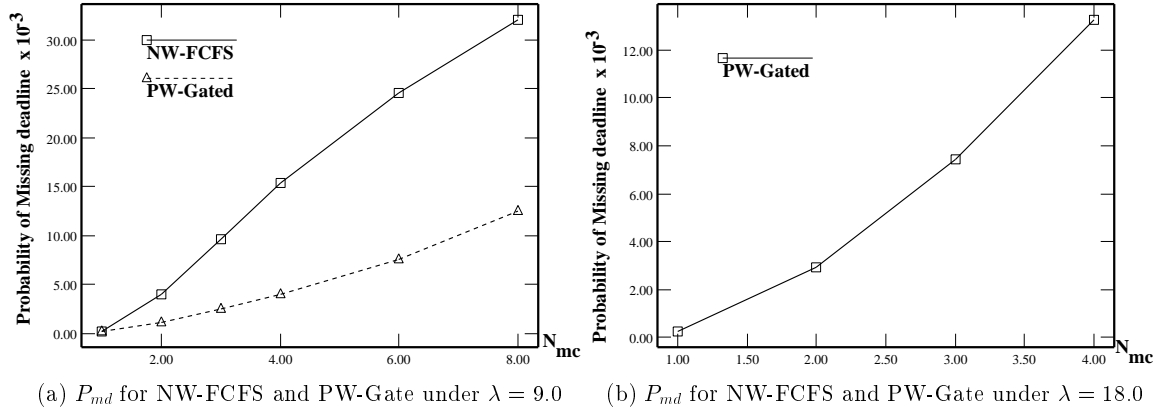 Probability of Missing deadline x 10-3
30.00
25.00
20.00
15.00
10.00
5.00
0.00
NW-FCFS
PW-Gated
2.00
4.00
6.00
8.00
Nmc
(a) Pmd for NW-FCFS and PW-Gate under λ = 9.0
Probability of Missing deadline x 10-3
12.00
10.00
8.00
6.00
4.00
2.00
0.00
PW-Gated
1.00
1.50
2.00
2.50
3.00
3.50
4.00
Nmc
(b) Pmd for NW-FCFS and PW-Gate under λ = 18.0